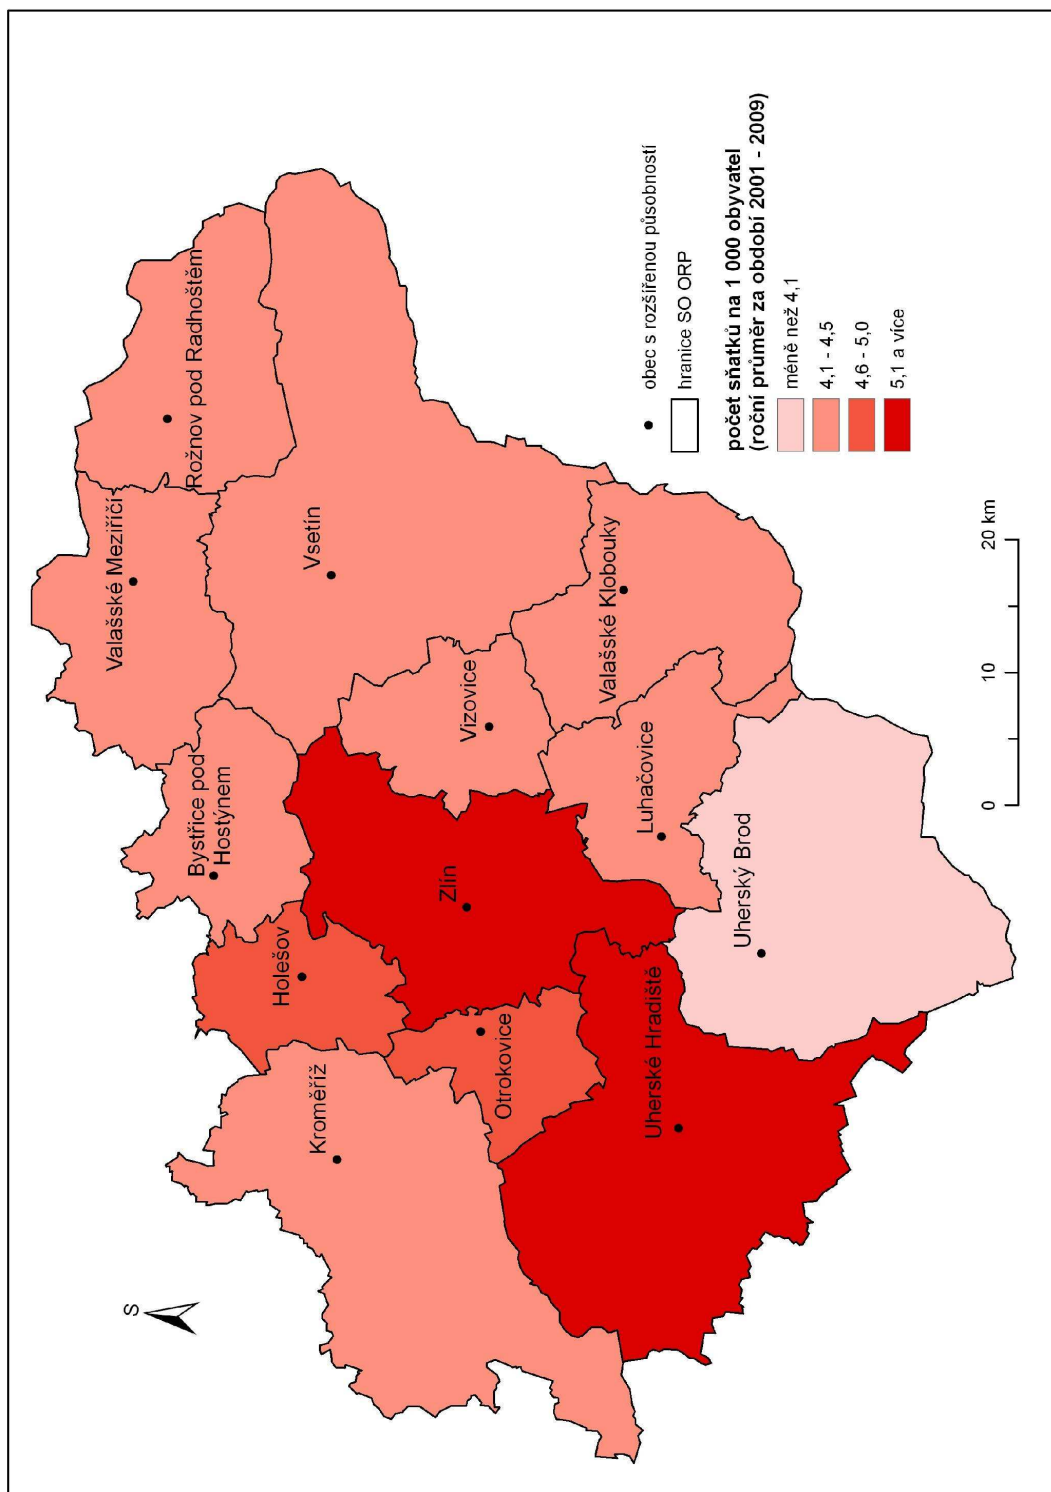 S
Rožnov pod Radhoštěm
Valašské Meziříčí
Vsetín
Bystřice pod
Hostýnem
Vizovice
Valašské Klobouky
Holešov
Zlín
Luhačovice
Kroměříž
Otrokovice
Uherské Hradiště
Uherský Brod
0
10
20 km
obec s rozšířenou působností
hranice SO ORP
počet sňatků na 1 000 obyvatel
(roční průměr za období 2001 - 2009)
méně než 4,1
4,1 - 4,5
4,6 - 5,0
5,1 a více